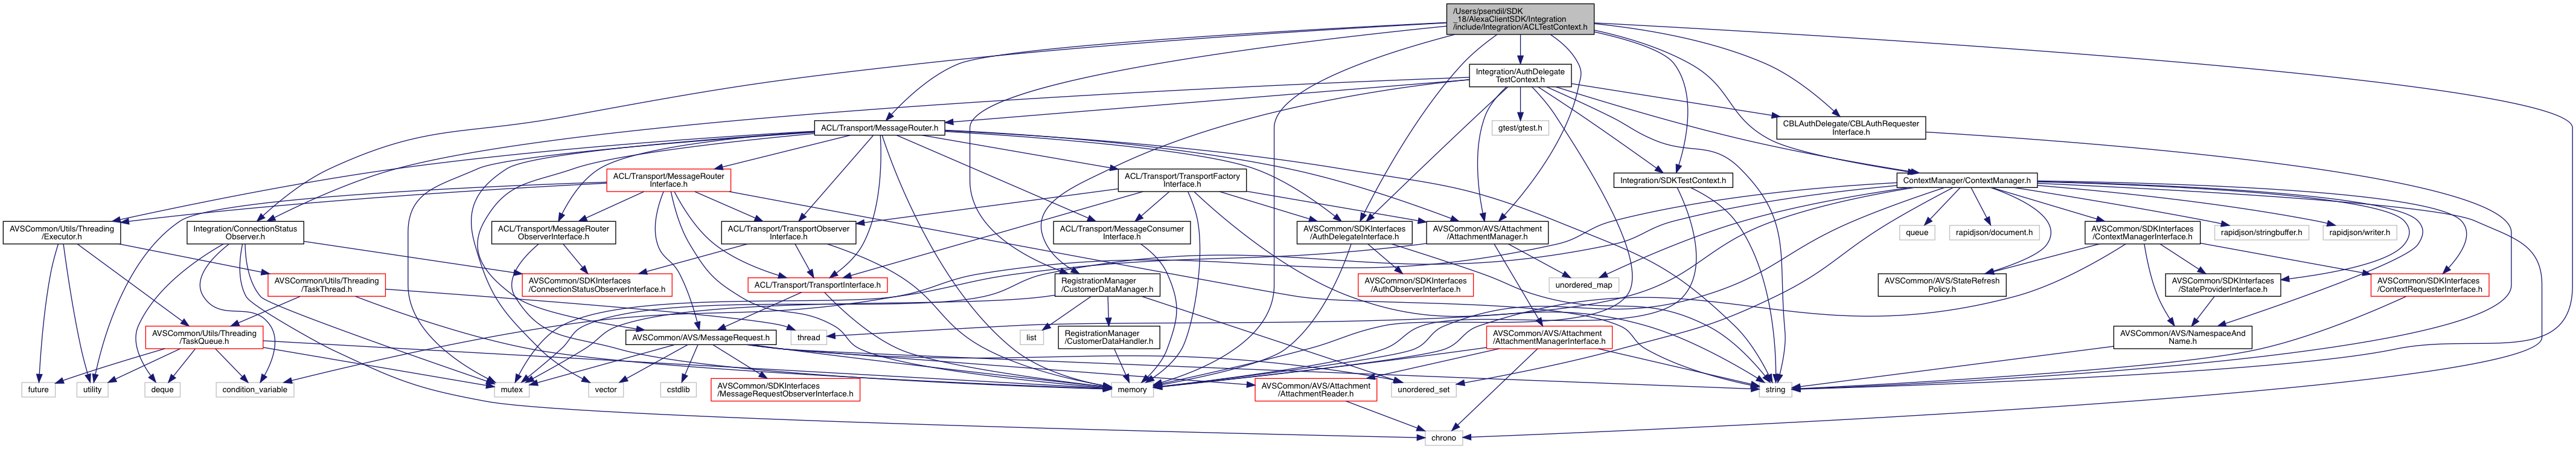 /Users/psendil/SDK
_18/AlexaClientSDK/Integration
/include/Integration/ACLTestContext.h
Integration/AuthDelegate
TestContext.h
ACL/Transport/MessageRouter.h
gtest/gtest.h
CBLAuthDelegate/CBLAuthRequester
Interface.h
ACL/Transport/MessageRouter
Interface.h
ACL/Transport/TransportFactory
Interface.h
Integration/SDKTestContext.h
ContextManager/ContextManager.h
AVSCommon/Utils/Threading
/Executor.h
Integration/ConnectionStatus
Observer.h
ACL/Transport/MessageRouter
ObserverInterface.h
ACL/Transport/TransportObserver
Interface.h
ACL/Transport/MessageConsumer
Interface.h
AVSCommon/SDKInterfaces
/AuthDelegateInterface.h
AVSCommon/AVS/Attachment
/AttachmentManager.h
queue
rapidjson/document.h
AVSCommon/SDKInterfaces
/ContextManagerInterface.h
rapidjson/stringbuffer.h
rapidjson/writer.h
AVSCommon/Utils/Threading
/TaskThread.h
AVSCommon/SDKInterfaces
/ConnectionStatusObserverInterface.h
ACL/Transport/TransportInterface.h
RegistrationManager
/CustomerDataManager.h
AVSCommon/SDKInterfaces
/AuthObserverInterface.h
unordered_map
AVSCommon/AVS/StateRefresh
Policy.h
AVSCommon/SDKInterfaces
/StateProviderInterface.h
AVSCommon/SDKInterfaces
/ContextRequesterInterface.h
AVSCommon/Utils/Threading
/TaskQueue.h
AVSCommon/AVS/MessageRequest.h
thread
list
RegistrationManager
/CustomerDataHandler.h
AVSCommon/AVS/Attachment
/AttachmentManagerInterface.h
AVSCommon/AVS/NamespaceAnd
Name.h
future
utility
deque
condition_variable
mutex
vector
cstdlib
AVSCommon/SDKInterfaces
/MessageRequestObserverInterface.h
memory
AVSCommon/AVS/Attachment
/AttachmentReader.h
unordered_set
string
chrono